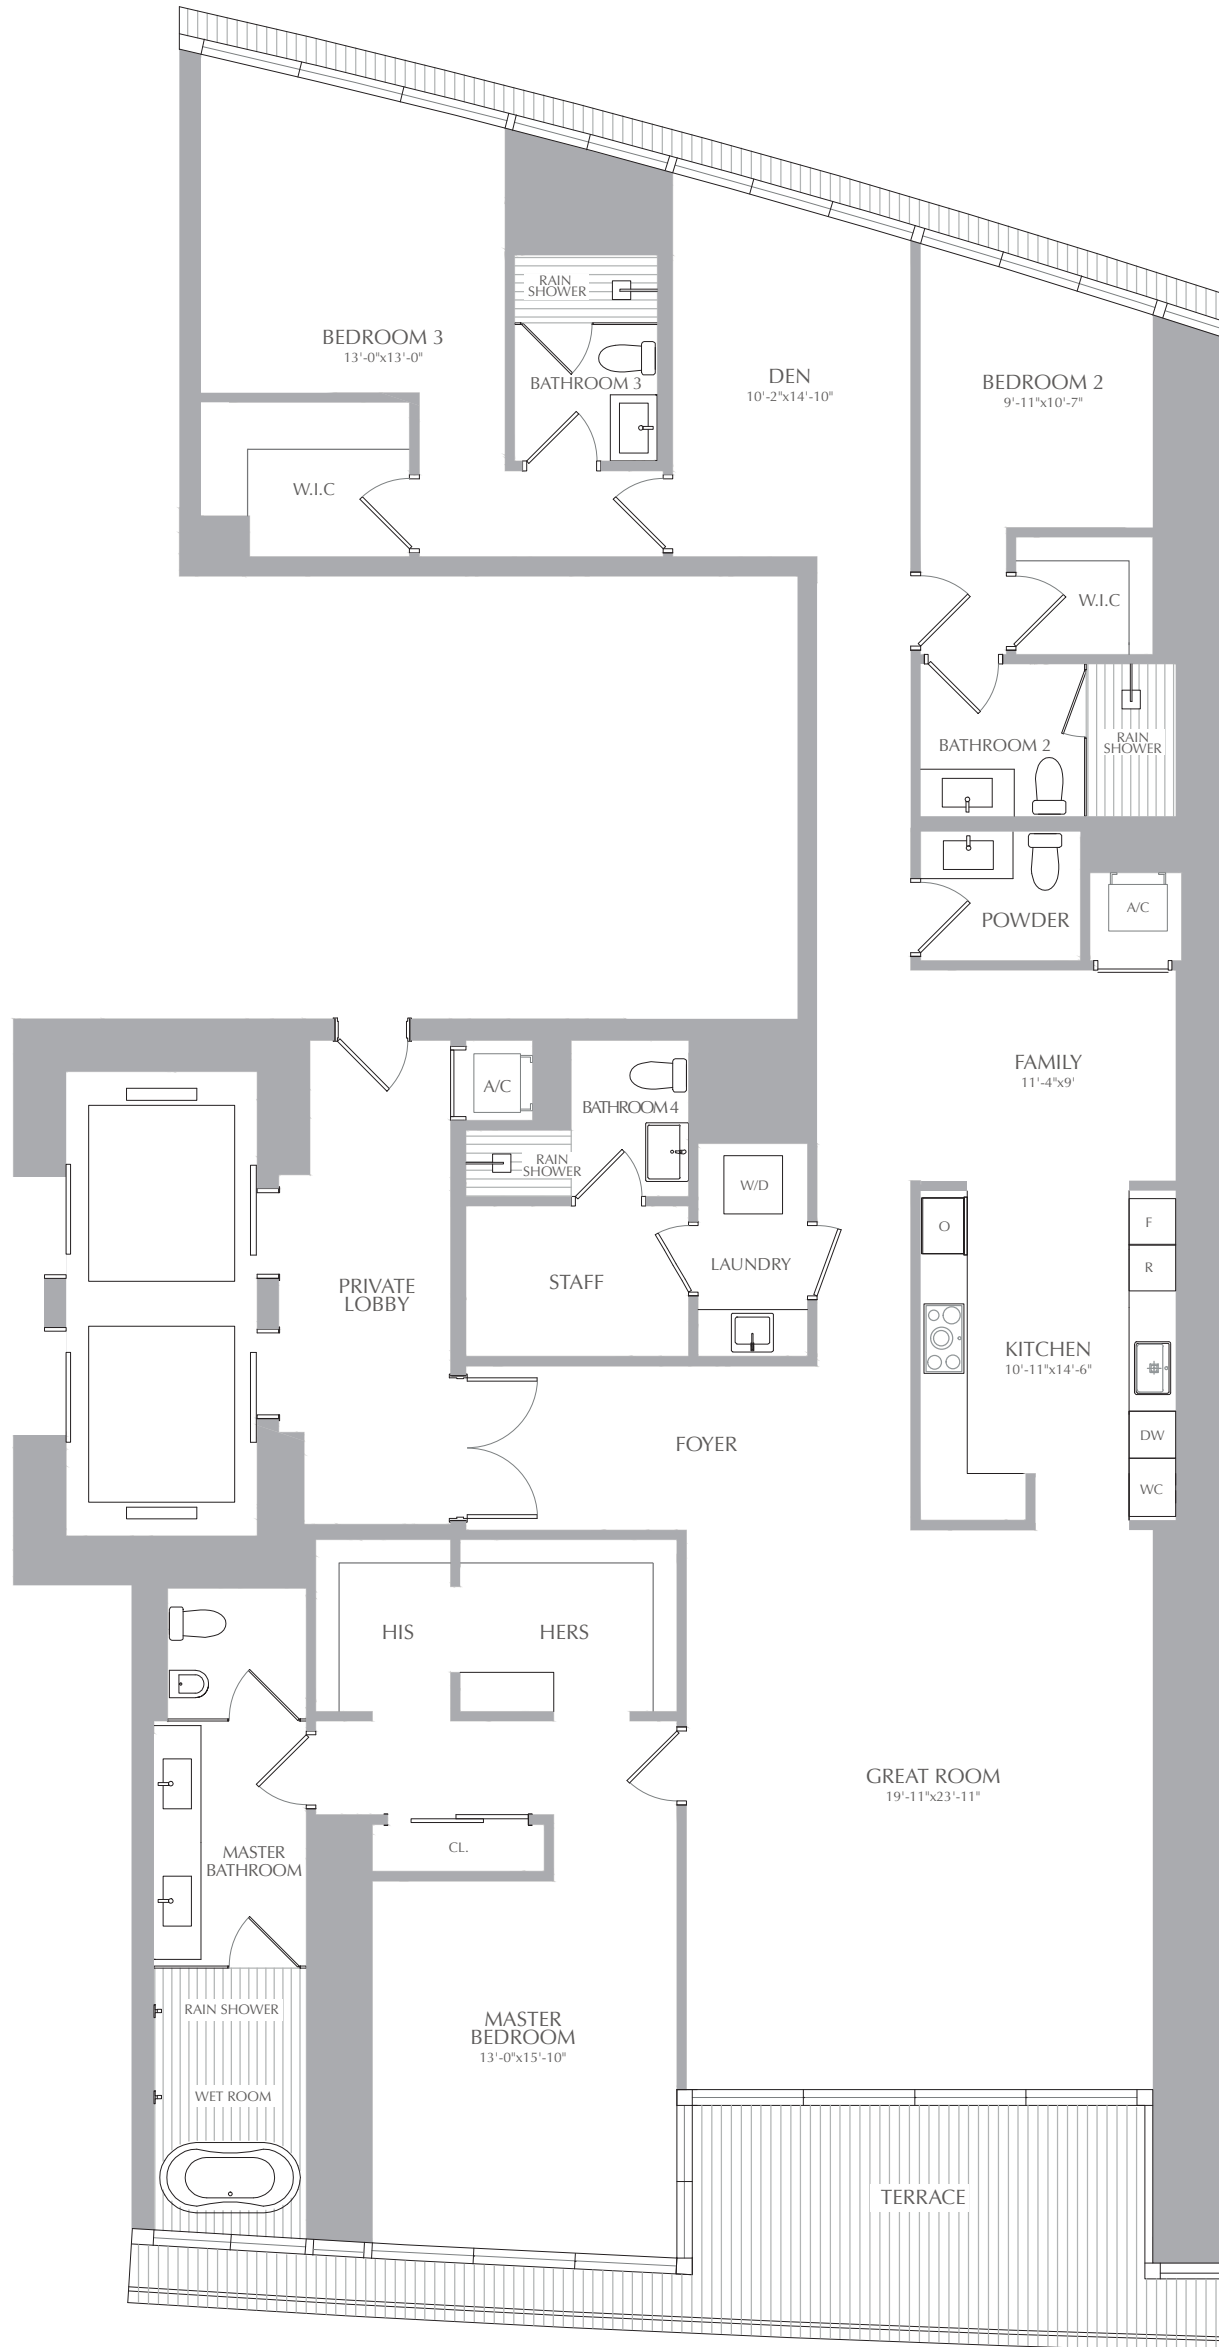 RAIN
SHOWER
BEDROOM 3
13'-0"x13'-0"
BATHROOM 3
DEN
10'-2"x14'-10"
BEDROOM 2
9'-11"x10'-7"
W.I.C
W.I.C
BATHROOM 2
RAIN
SHOWER
POWDER
A/C
FAMILY
11'-4"x9'
A/C
BATHROOM 4
RAIN
SHOWER
W/D
O
F
R
LAUNDRY
STAFF
PRIVATE
LOBBY
KITCHEN
10'-11"x14'-6"
DW
WC
FOYER
HIS
HERS
GREAT ROOM
19'-11"x23'-11"
CL.
MASTER
BATHROOM
RAIN SHOWER
MASTER
BEDROOM
13'-0"x15'-10"
WET ROOM
TERRACE